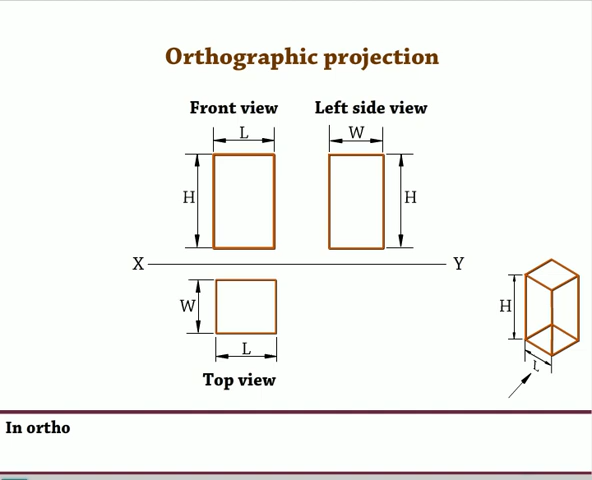 Orthographic projection
Front view
Left side view
L
W
H
H
X
Y
W
H
L
L
Top view
In ortho